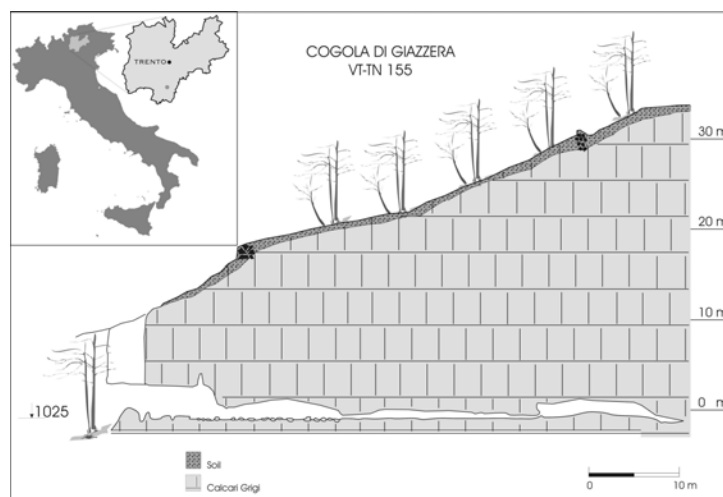 TRENTO
COGOLA DI GIAZZERA
VT-TN 155
30 m
20 m
10 m
0 m
1025
Soil
Calcari Grigi
0
10 m